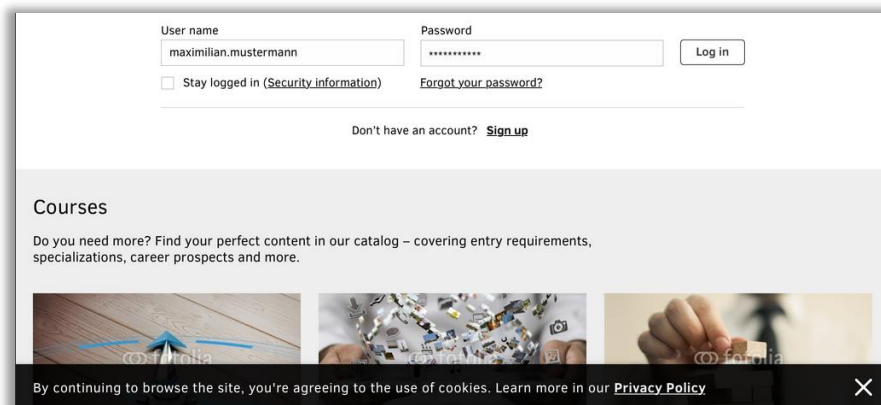 User name
Password
maximilian.mustermann
***********
Log in
Stay logged in (Security information)
Forgot your password?
Don't have an account? Sign up
Courses
Do you need more? Find your perfect content in our catalog – covering entry requirements,
specializations, career prospects and more.
fotolia
fotolia
fotolia
By continuing to browse the site, you're agreeing to the use of cookies. Learn more in our Privacy Policy